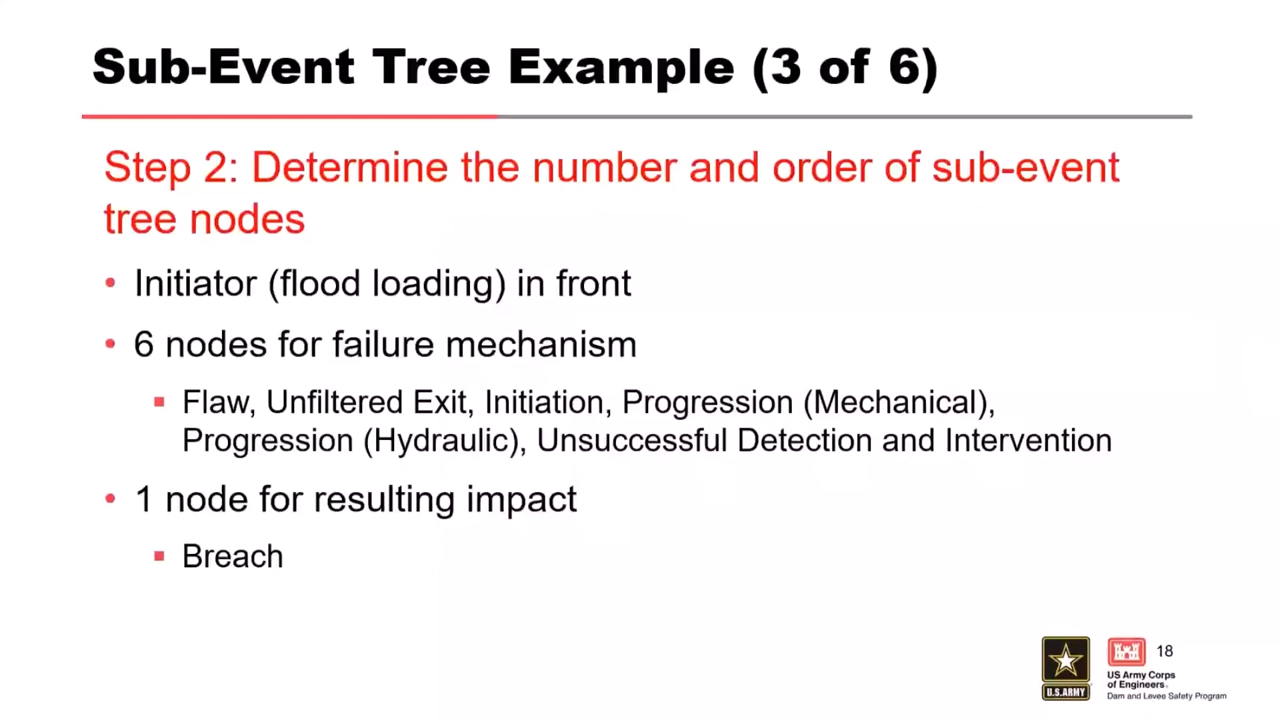 Sub-Event Tree Example (3 of 6)
Step 2: Determine the number and order of sub-event
tree nodes
• Initiator (flood loading) in front
• 6 nodes for failure mechanism
▪ Flaw, Unfiltered Exit, Initiation, Progression (Mechanical),
Progression (Hydraulic), Unsuccessful Detection and Intervention
• 1 node for resulting impact
▪ Breach
U.S.ARMY
US Army Corps
of Engineers®
Dam and Levee Safety Program
18